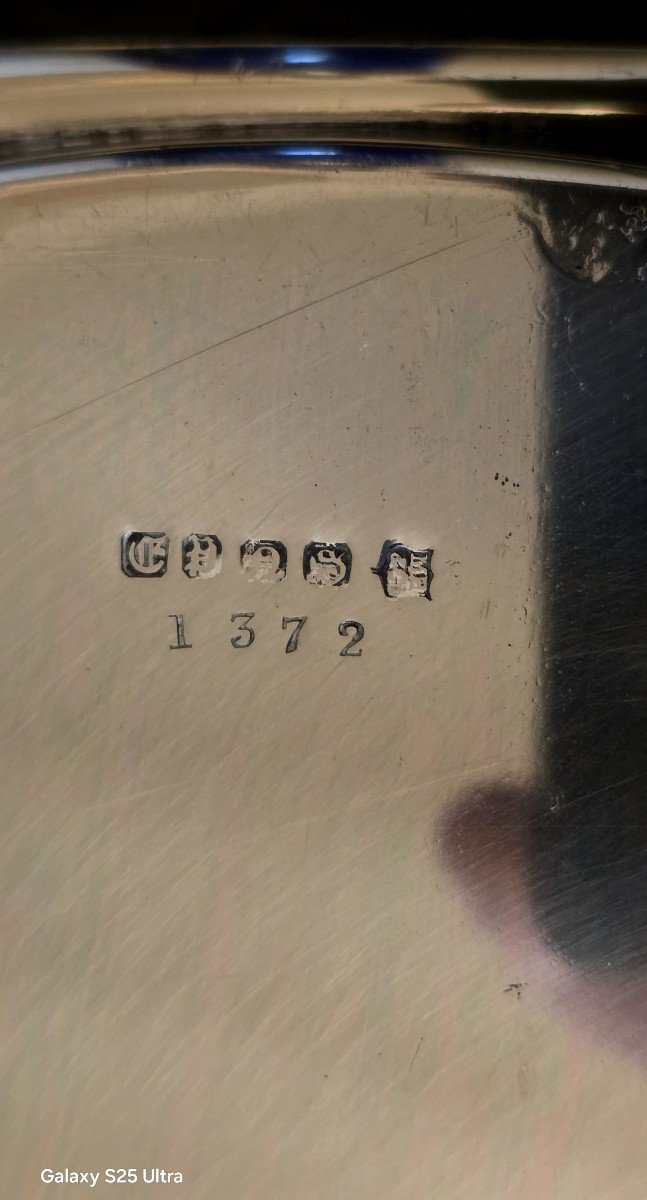 E P N S
1372
Galaxy S25 Ultra